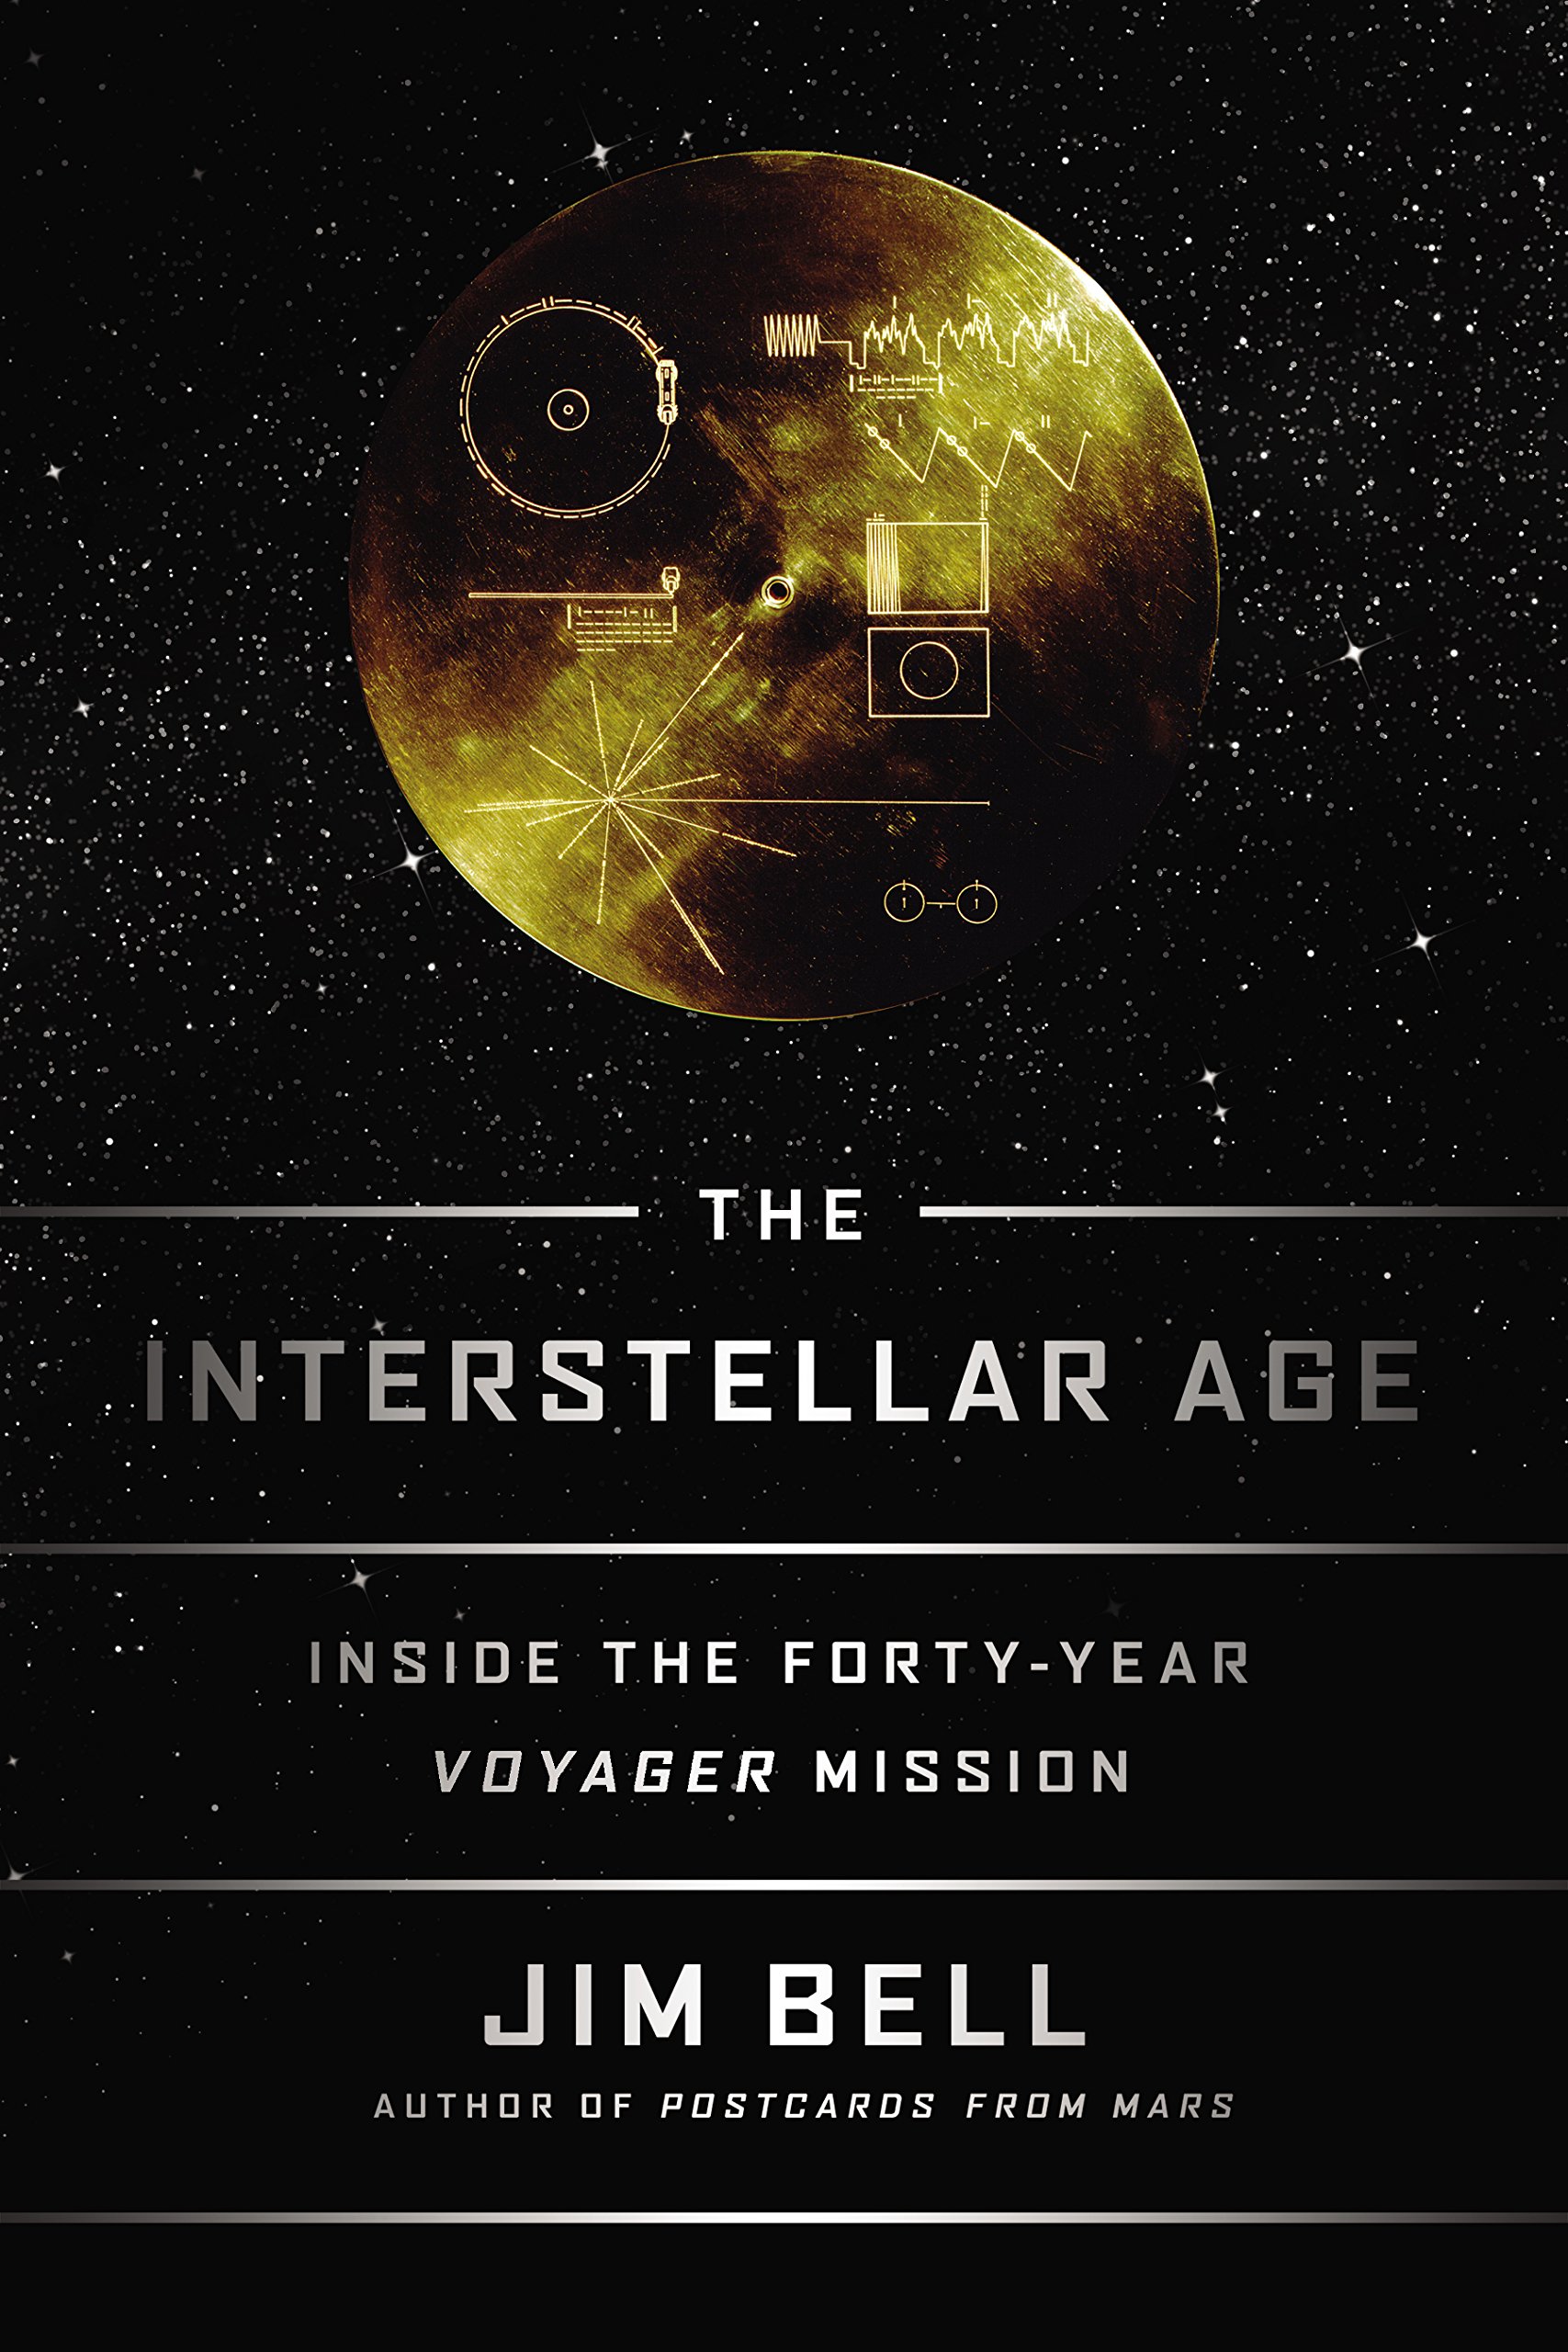 THE
INTERSTELLAR AGE
INSIDE THE FORTY-YEAR
VOYAGER MISSION
JIM BELL
AUTHOR OF POSTCARDS FROM MARS